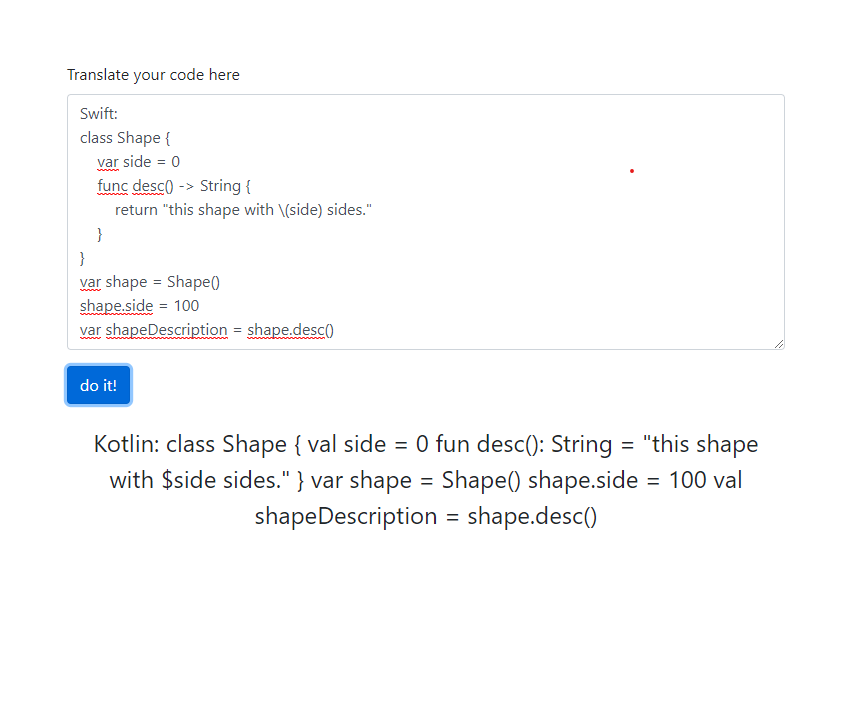 Translate your code here
Swift:
class Shape {
    var side = 0
    func desc() -> String {
        return "this shape with \(side) sides."
    }
}
var shape = Shape()
shape.side = 100
var shapeDescription = shape.desc()
do it!
Kotlin: class Shape { val side = 0 fun desc(): String = "this shape
with $side sides." } var shape = Shape() shape.side = 100 val
shapeDescription = shape.desc()